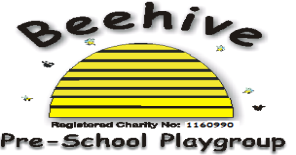 Beehive
Registered Charity No: 1160990
Pre-School Playgroup